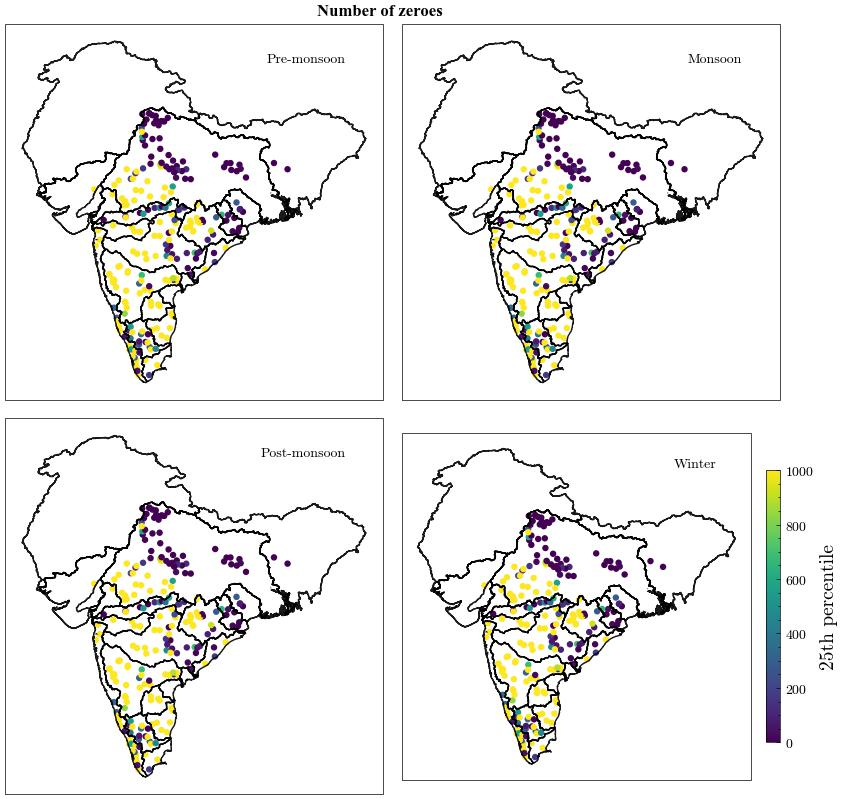 Number of zeroes
Pre-monsoon
Monsoon
Post-monsoon
Winter
1000
800
600
400
200
0
25th percentile